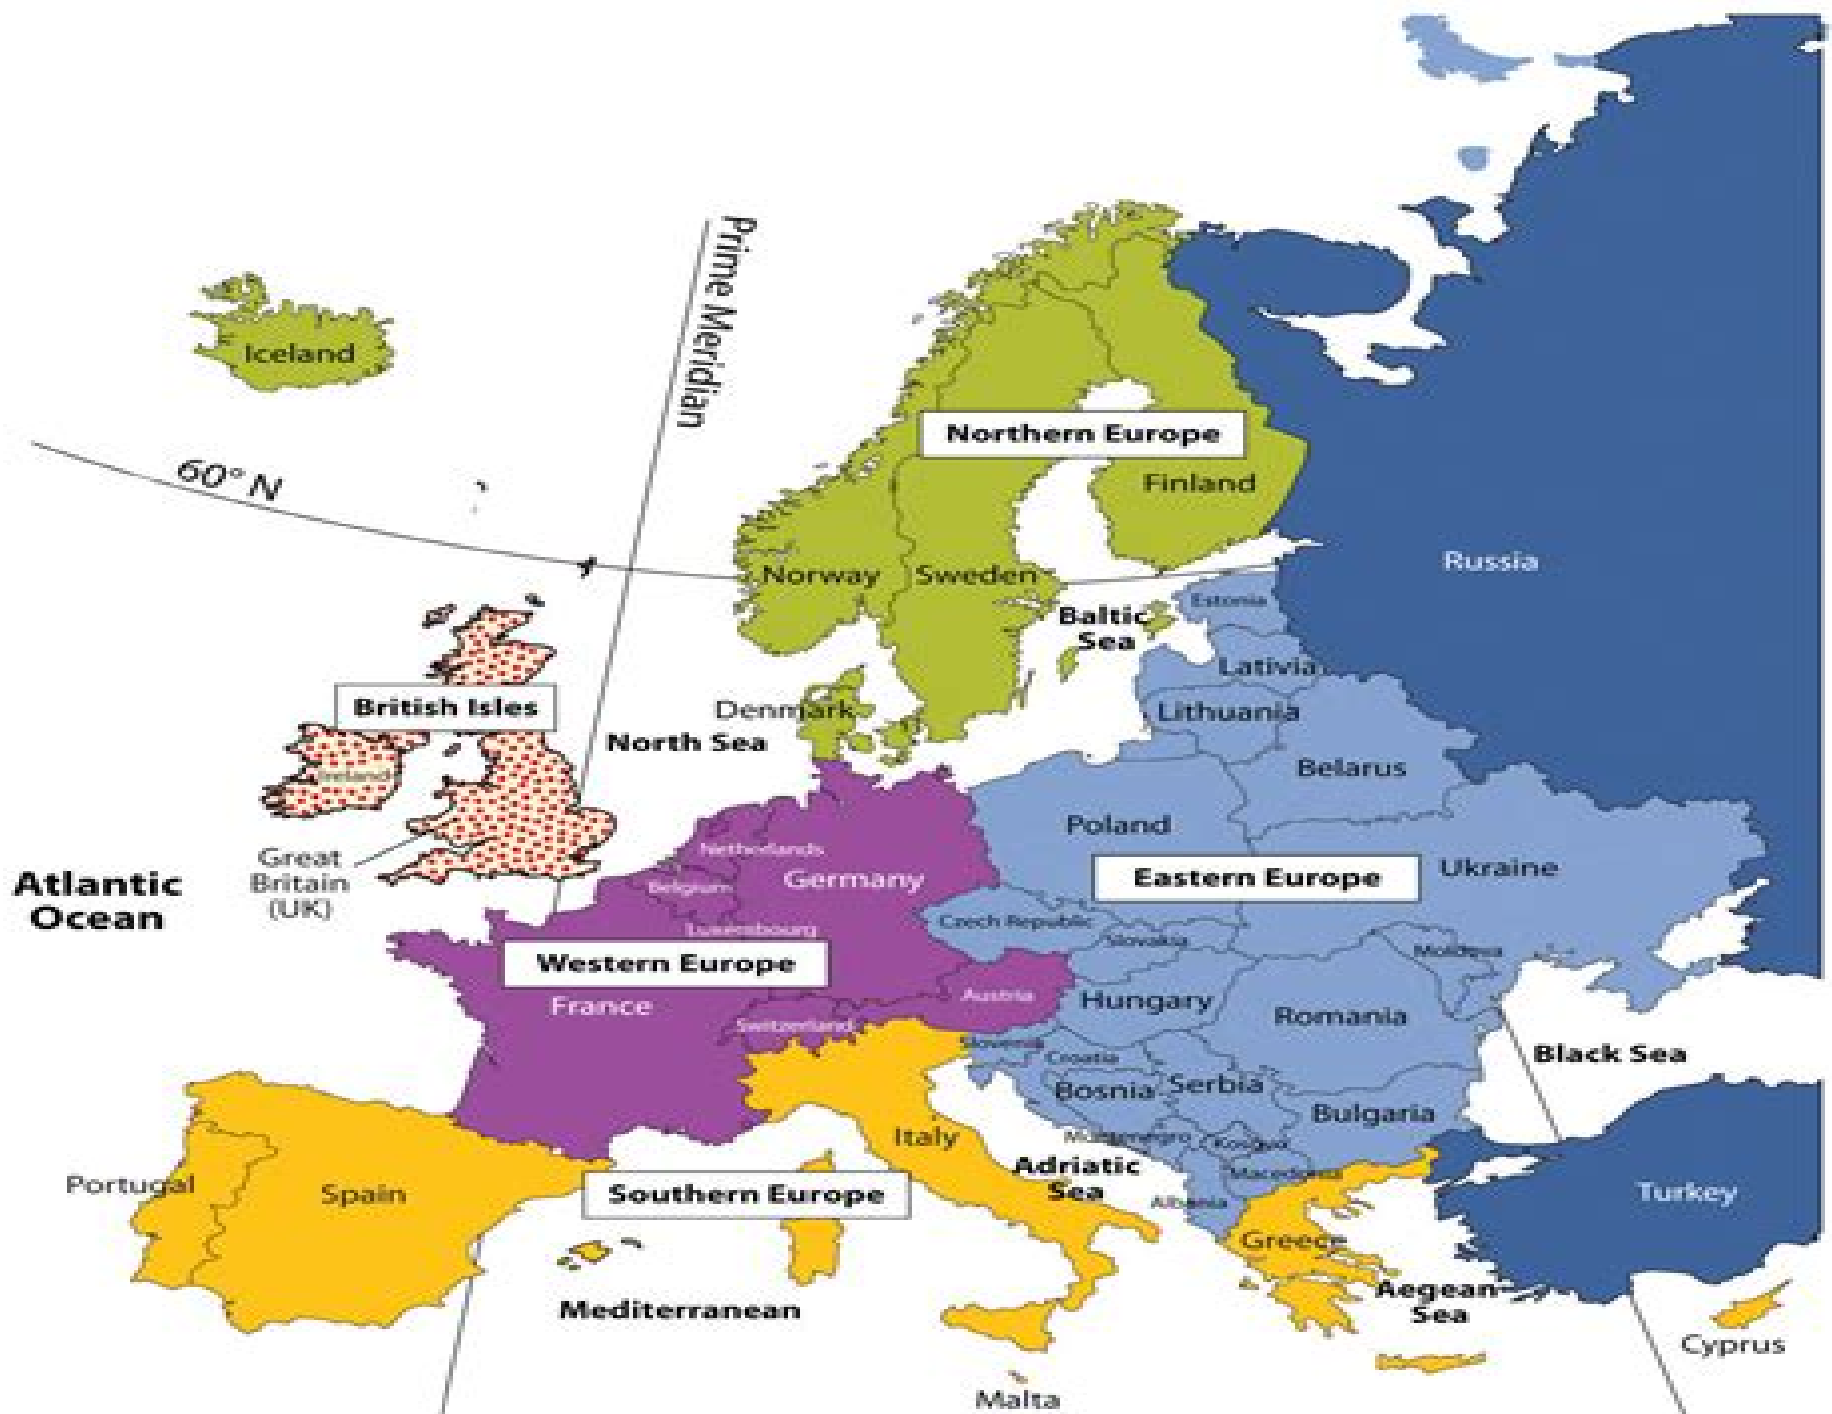 Prime Meridian
Iceland
60° N
Northern Europe
Finland
Russia
Norway
Sweden
Estonia
Baltic
Sea
Lativia
British Isles
Denmark
Lithuania
North Sea
Ireland
Belarus
Poland
Netherlands
Great
Britain
(UK)
Belgium
Germany
Eastern Europe
Ukraine
Atlantic
Ocean
Luxembourg
Czech Republic
Slovakia
Moldova
Western Europe
France
Austria
Hungary
Romania
Switzerland
Slovenia
Croatia
Black Sea
Bosnia
Serbia
Bulgaria
Italy
Montenegro
Kosovo
Adriatic
Sea
Macedonia
Portugal
Spain
Southern Europe
Albania
Turkey
Greece
Mediterranean
Aegean
Sea
Cyprus
Malta